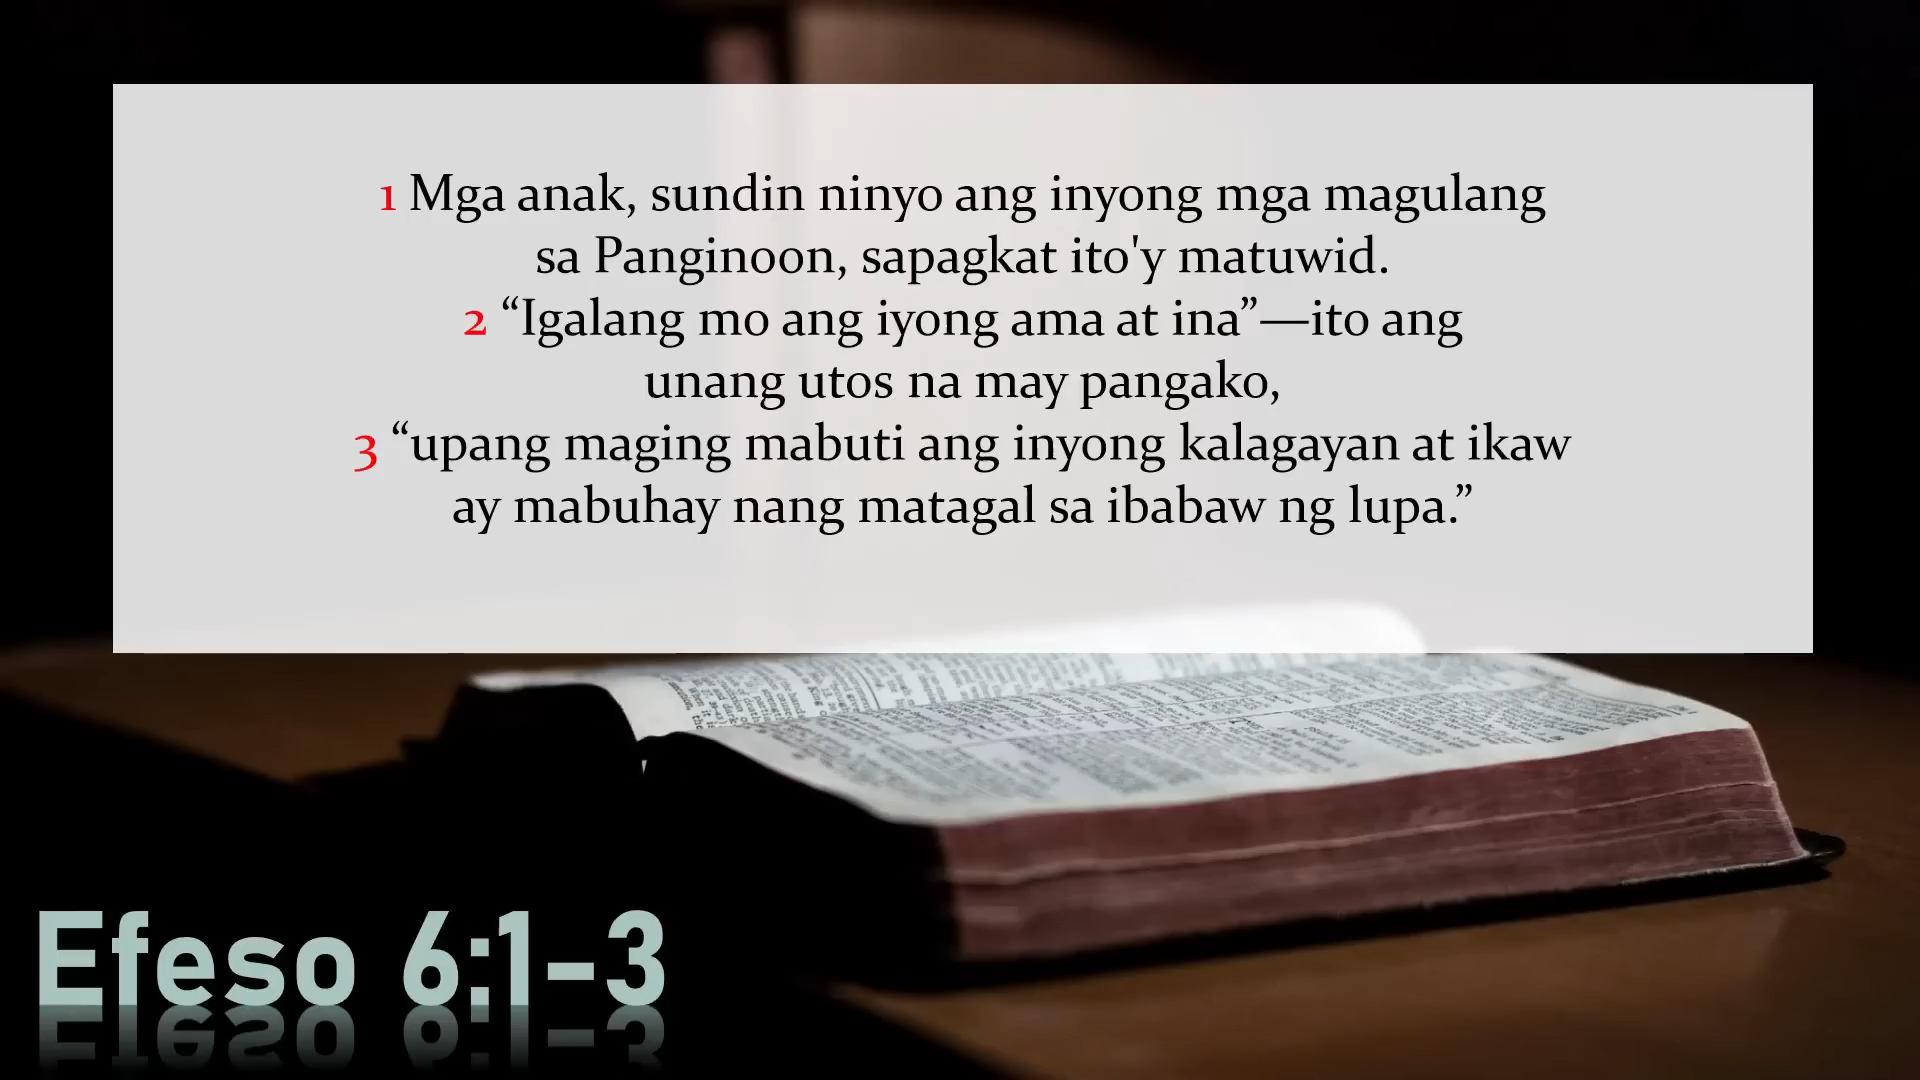 1 Mga anak, sundin ninyo ang inyong mga magulang
sa Panginoon, sapagkat ito'y matuwid.
2 “Igalang mo ang iyong ama at ina”—ito ang
unang utos na may pangako,
3 “upang maging mabuti ang inyong kalagayan at ikaw
ay mabuhay nang matagal sa ibabaw ng lupa.”
Efeso 6:1-3